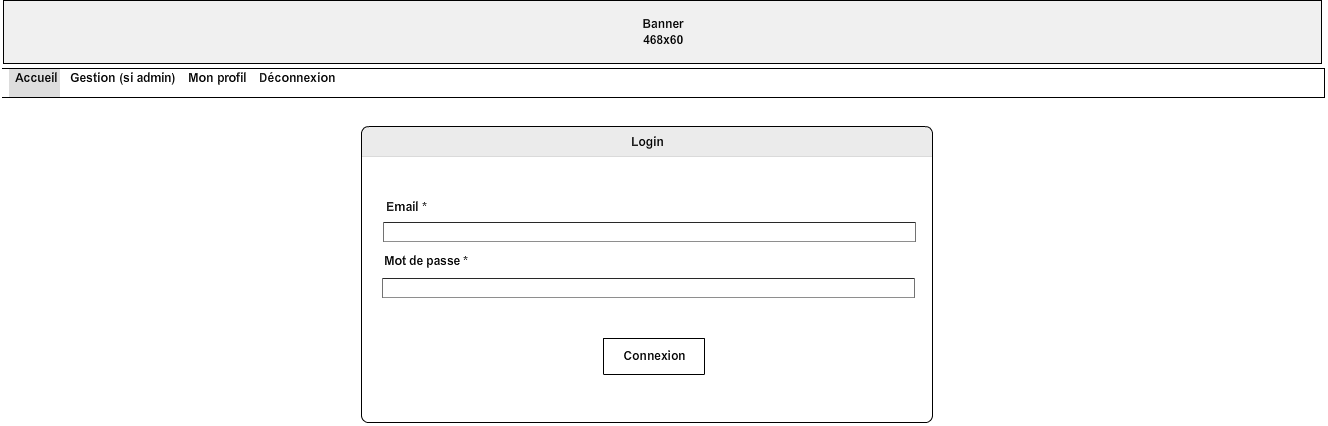 Banner
468x60
Accueil Gestion (si admin) Mon profil Déconnexion
Login
Email *
Mot de passe *
Connexion